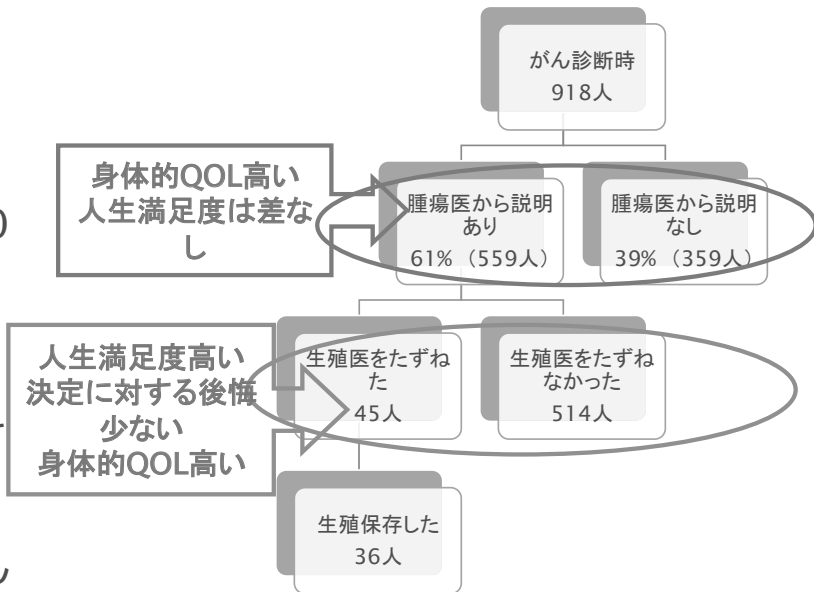 がん診断時
918人
身体的QOL高い
人生満足度は差な
し
腫瘍医から説明
あり
61%（559人）
腫瘍医から説明
なし
39%（359人）
人生満足度高い
決定に対する後悔
少ない
身体的QOL高い
生殖医をたずね
た
45人
生殖医をたずね
なかった
514人
生殖保存した
36人